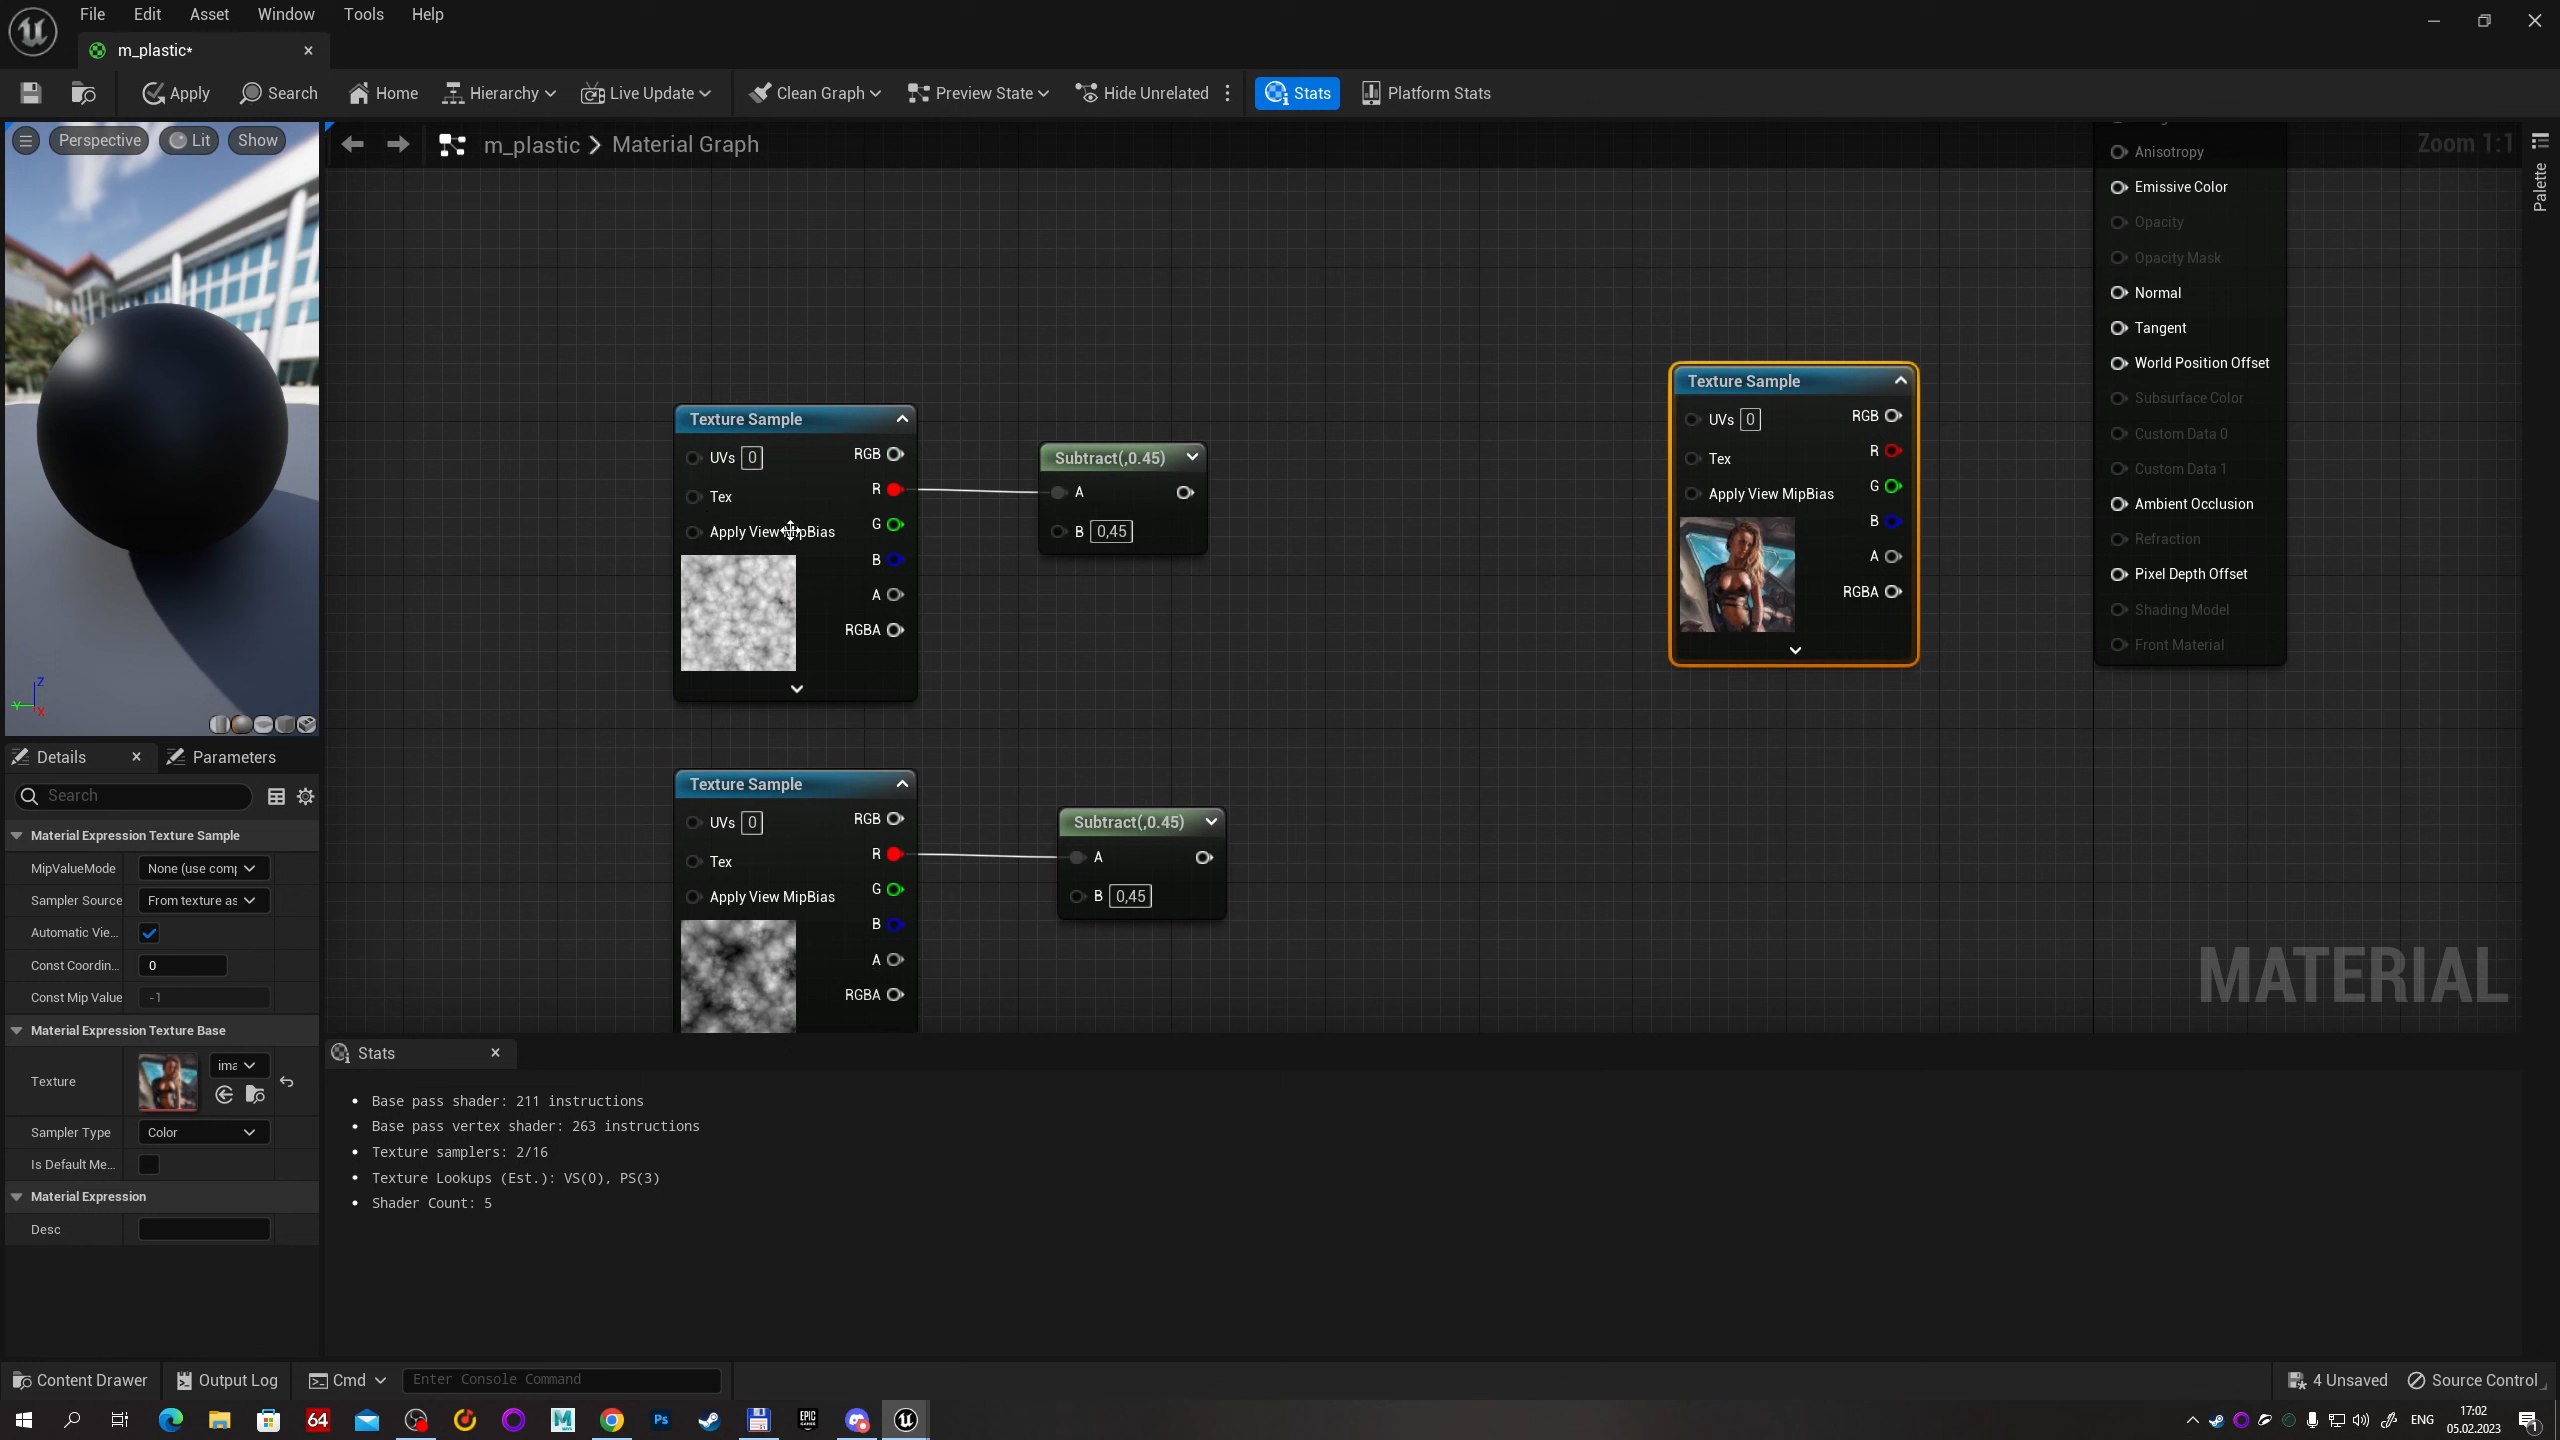 File Edit Asset Window Tools Help
m_plastic*
Apply Search Home Hierarchy Live Update Clean Graph Preview State Hide Unrelated Stats Platform Stats
Perspective Lit Show
m_plastic > Material Graph
Zoom 1:1
Palette
Anisotropy
Emissive Color
Opacity
Opacity Mask
Normal
Tangent
World Position Offset
Subsurface Color
Custom Data 0
Custom Data 1
Ambient Occlusion
Refraction
Pixel Depth Offset
Shading Model
Front Material
Texture Sample
UVs 0 RGB
R
Tex
G
Apply View MipBias
B
A
RGBA
Subtract(,0.45)
A
B 0,45
Texture Sample
UVs 0 RGB
R
Tex
G
Apply View MipBias
B
A
RGBA
Texture Sample
UVs 0 RGB
R
Tex
G
Apply View MipBias
B
A
RGBA
Subtract(,0.45)
A
B 0,45
MATERIAL
Z
Y
X
Details Parameters
Search
Material Expression Texture Sample
MipValueMode None (use comp
Sampler Source From texture as
Automatic Vie...
Const Coordin... 0
Const Mip Value -1
Material Expression Texture Base
Texture ima
Sampler Type Color
Is Default Me...
Material Expression
Desc
Stats
Base pass shader: 211 instructions
Base pass vertex shader: 263 instructions
Texture samplers: 2/16
Texture Lookups (Est.): VS(0), PS(3)
Shader Count: 5
Content Drawer Output Log Cmd Enter Console Command 4 Unsaved Source Control
64 Ps EPIC GAMES ENG 17:02
05.02.2023
1